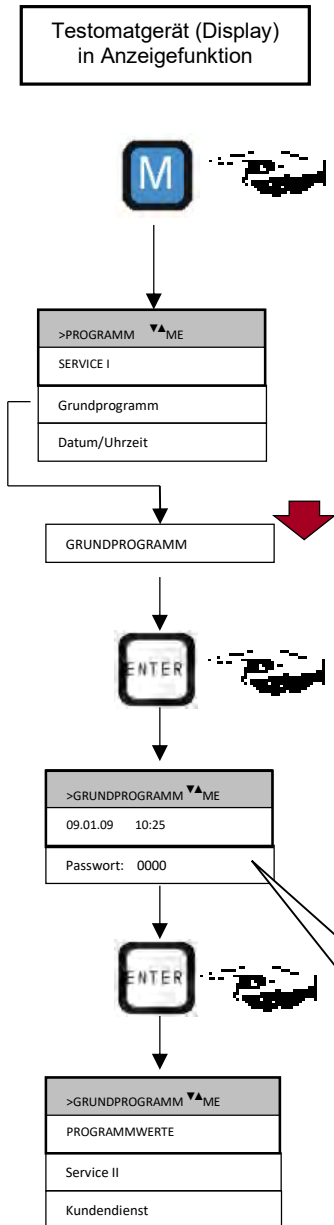 Testomatgerät (Display)
in Anzeigefunktion
M
>PROGRAMM ▼▲ME
SERVICE I
Grundprogramm
Datum/Uhrzeit
GRUNDPROGRAMM
ENTER
>GRUNDPROGRAMM ▼▲ME
09.01.09 10:25
Passwort: 0000
ENTER
>GRUNDPROGRAMM ▼▲ME
PROGRAMMWERTE
Service II
Kundendienst